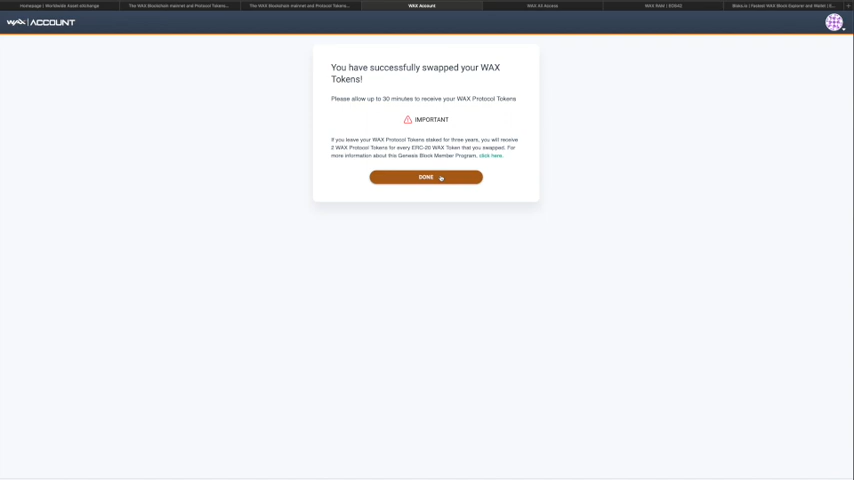 Homepage | Worldwide Asset eXchange
The WAX Blockchain mainnet and Protocol Tokens...
The WAX Blockchain mainnet and Protocol Tokens...
WAX Account
WAX All Access
WAX RAW | EOSAD
Bloks.io | Fastest WAX Block Explorer and Wallet | E...
WAX | ACCOUNT
You have successfully swapped your WAX
Tokens!
Please allow up to 30 minutes to receive your WAX Protocol Tokens
IMPORTANT
If you leave your WAX Protocol Tokens staked for three years, you will receive
2 WAX Protocol Tokens for every ERC-20 WAX Token that you swapped. For
more information about this Genesis Block Member Program, click here.
DONE